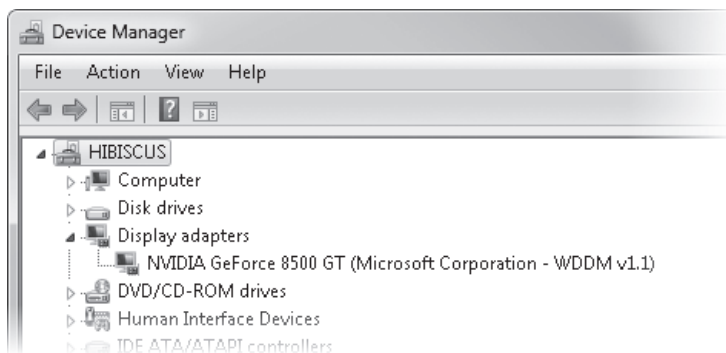 Device Manager
File Action View Help
HIBISCUS
Computer
Disk drives
Display adapters
NVIDIA GeForce 8500 GT (Microsoft Corporation - WDDM v1.1)
DVD/CD-ROM drives
Human Interface Devices
IDE ATA/ATAPI controllers